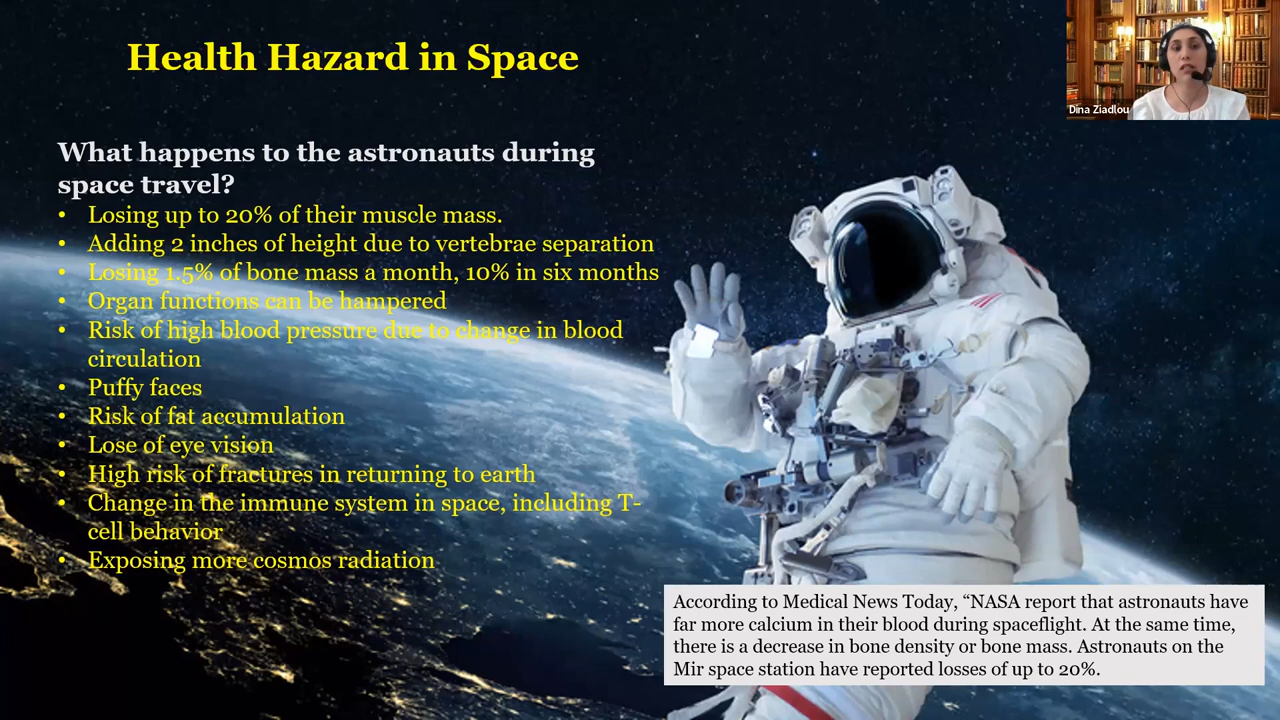 Health Hazard in Space
Dina Ziadlou
What happens to the astronauts during
space travel?
• Losing up to 20% of their muscle mass.
• Adding 2 inches of height due to vertebrae separation
• Losing 1.5% of bone mass a month, 10% in six months
• Organ functions can be hampered
• Risk of high blood pressure due to change in blood
circulation
• Puffy faces
• Risk of fat accumulation
• Lose of eye vision
• High risk of fractures in returning to earth
• Change in the immune system in space, including T-
cell behavior
• Exposing more cosmos radiation
According to Medical News Today, “NASA report that astronauts have
far more calcium in their blood during spaceflight. At the same time,
there is a decrease in bone density or bone mass. Astronauts on the
Mir space station have reported losses of up to 20%.